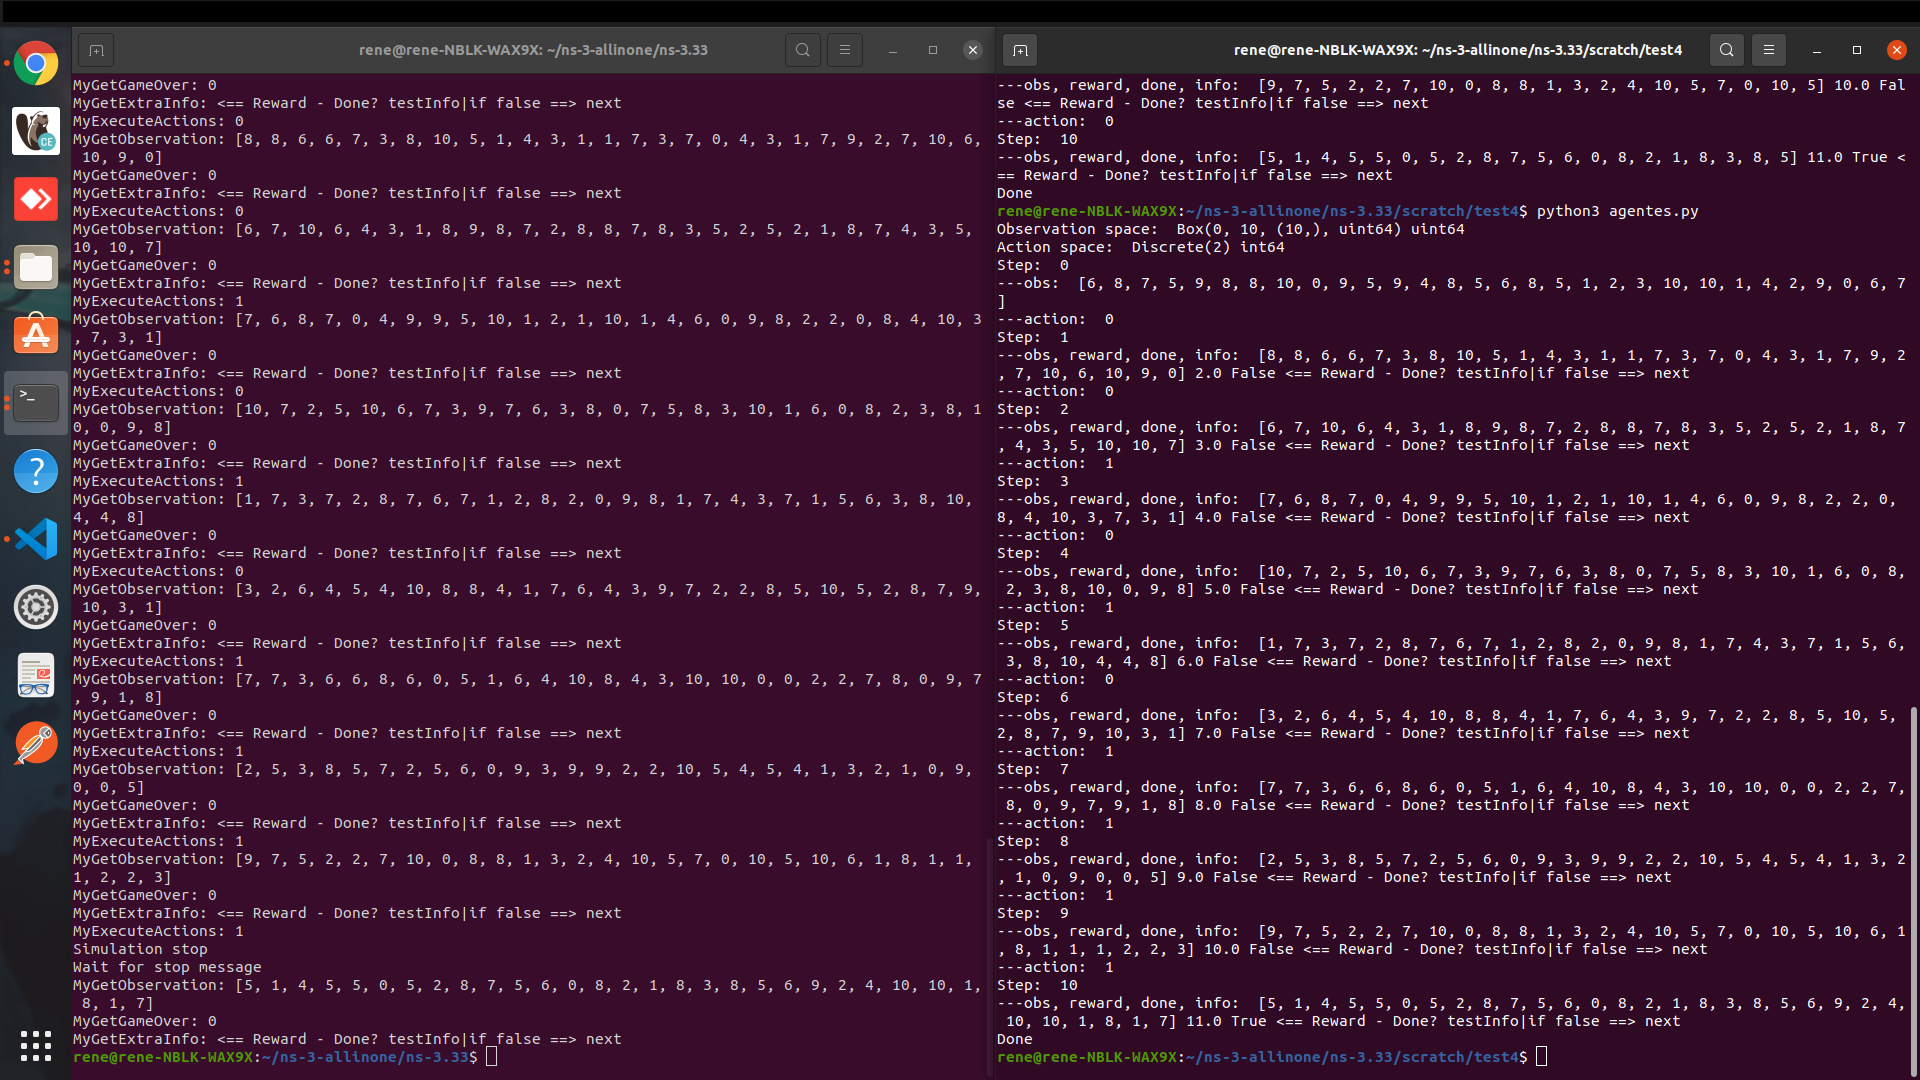 rene@rene-NBLK-WAX9X: ~/ns-3-allinone/ns-3.33
MyGetGameOver: 0
MyGetExtraInfo: <== Reward - Done? testInfo|if false ==> next
MyExecuteActions: 0
MyGetObservation: [8, 8, 6, 6, 7, 3, 8, 10, 5, 1, 4, 3, 1, 1, 7, 3, 7, 0, 4, 3, 1, 7, 9, 2, 7, 10, 6,
 10, 9, 0]
MyGetGameOver: 0
MyGetExtraInfo: <== Reward - Done? testInfo|if false ==> next
MyExecuteActions: 0
MyGetObservation: [6, 7, 10, 6, 4, 3, 1, 8, 9, 8, 7, 2, 8, 8, 7, 8, 3, 5, 2, 5, 2, 1, 8, 7, 4, 3, 5,
10, 10, 7]
MyGetGameOver: 0
MyGetExtraInfo: <== Reward - Done? testInfo|if false ==> next
MyExecuteActions: 1
MyGetObservation: [7, 6, 8, 7, 0, 4, 9, 9, 5, 10, 1, 2, 1, 10, 1, 4, 6, 0, 9, 8, 2, 2, 0, 8, 4, 10, 3
, 7, 3, 1]
MyGetGameOver: 0
MyGetExtraInfo: <== Reward - Done? testInfo|if false ==> next
MyExecuteActions: 0
MyGetObservation: [10, 7, 2, 5, 10, 6, 7, 3, 9, 7, 6, 3, 8, 0, 7, 5, 8, 3, 10, 1, 6, 0, 8, 2, 3, 8, 1
0, 0, 9, 8]
MyGetGameOver: 0
MyGetExtraInfo: <== Reward - Done? testInfo|if false ==> next
MyExecuteActions: 1
MyGetObservation: [1, 7, 3, 7, 2, 8, 7, 6, 7, 1, 2, 8, 2, 0, 9, 8, 1, 7, 4, 3, 7, 1, 5, 6, 3, 8, 10,
4, 4, 8]
MyGetGameOver: 0
MyGetExtraInfo: <== Reward - Done? testInfo|if false ==> next
MyExecuteActions: 0
MyGetObservation: [3, 2, 6, 4, 5, 4, 10, 8, 8, 4, 1, 7, 6, 4, 3, 9, 7, 2, 2, 8, 5, 10, 5, 2, 8, 7, 9,
 10, 3, 1]
MyGetGameOver: 0
MyGetExtraInfo: <== Reward - Done? testInfo|if false ==> next
MyExecuteActions: 1
MyGetObservation: [7, 7, 3, 6, 6, 8, 6, 0, 5, 1, 6, 4, 10, 8, 4, 3, 10, 10, 0, 0, 2, 2, 7, 8, 0, 9, 7
, 9, 1, 8]
MyGetGameOver: 0
MyGetExtraInfo: <== Reward - Done? testInfo|if false ==> next
MyExecuteActions: 1
MyGetObservation: [2, 5, 3, 8, 5, 7, 2, 5, 6, 0, 9, 3, 9, 9, 2, 2, 10, 5, 4, 5, 4, 1, 3, 2, 1, 0, 9,
0, 0, 5]
MyGetGameOver: 0
MyGetExtraInfo: <== Reward - Done? testInfo|if false ==> next
MyExecuteActions: 1
MyGetObservation: [9, 7, 5, 2, 2, 7, 10, 0, 8, 8, 1, 3, 2, 4, 10, 5, 7, 0, 10, 5, 10, 6, 1, 8, 1, 1,
1, 2, 2, 3]
MyGetGameOver: 0
MyGetExtraInfo: <== Reward - Done? testInfo|if false ==> next
MyExecuteActions: 1
Simulation stop
Wait for stop message
MyGetObservation: [5, 1, 4, 5, 5, 0, 5, 2, 8, 7, 5, 6, 0, 8, 2, 1, 8, 3, 8, 5, 6, 9, 2, 4, 10, 10, 1,
 8, 1, 7]
MyGetGameOver: 0
MyGetExtraInfo: <== Reward - Done? testInfo|if false ==> next
rene@rene-NBLK-WAX9X:~/ns-3-allinone/ns-3.33$
rene@rene-NBLK-WAX9X: ~/ns-3-allinone/ns-3.33/scratch/test4
---obs, reward, done, info:  [9, 7, 5, 2, 2, 7, 10, 0, 8, 8, 1, 3, 2, 4, 10, 5, 7, 0, 10, 5] 10.0 Fal
se <== Reward - Done? testInfo|if false ==> next
---action:  0
Step:  10
---obs, reward, done, info:  [5, 1, 4, 5, 5, 0, 5, 2, 8, 7, 5, 6, 0, 8, 2, 1, 8, 3, 8, 5] 11.0 True <
== Reward - Done? testInfo|if false ==> next
Done
rene@rene-NBLK-WAX9X:~/ns-3-allinone/ns-3.33/scratch/test4$ python3 agentes.py
Observation space:  Box(0, 10, (10,), uint64) uint64
Action space:  Discrete(2) int64
Step:  0
---obs:  [6, 8, 7, 5, 9, 8, 8, 10, 0, 9, 5, 9, 4, 8, 5, 6, 8, 5, 1, 2, 3, 10, 10, 1, 4, 2, 9, 0, 6, 7
]
---action:  0
Step:  1
---obs, reward, done, info:  [8, 8, 6, 6, 7, 3, 8, 10, 5, 1, 4, 3, 1, 1, 7, 3, 7, 0, 4, 3, 1, 7, 9, 2
, 7, 10, 6, 10, 9, 0] 2.0 False <== Reward - Done? testInfo|if false ==> next
---action:  0
Step:  2
---obs, reward, done, info:  [6, 7, 10, 6, 4, 3, 1, 8, 9, 8, 7, 2, 8, 8, 7, 8, 3, 5, 2, 5, 2, 1, 8, 7
, 4, 3, 5, 10, 10, 7] 3.0 False <== Reward - Done? testInfo|if false ==> next
---action:  1
Step:  3
---obs, reward, done, info:  [7, 6, 8, 7, 0, 4, 9, 9, 5, 10, 1, 2, 1, 10, 1, 4, 6, 0, 9, 8, 2, 2, 0,
8, 4, 10, 3, 7, 3, 1] 4.0 False <== Reward - Done? testInfo|if false ==> next
---action:  0
Step:  4
---obs, reward, done, info:  [10, 7, 2, 5, 10, 6, 7, 3, 9, 7, 6, 3, 8, 0, 7, 5, 8, 3, 10, 1, 6, 0, 8,
 2, 3, 8, 10, 0, 9, 8] 5.0 False <== Reward - Done? testInfo|if false ==> next
---action:  1
Step:  5
---obs, reward, done, info:  [1, 7, 3, 7, 2, 8, 7, 6, 7, 1, 2, 8, 2, 0, 9, 8, 1, 7, 4, 3, 7, 1, 5, 6,
 3, 8, 10, 4, 4, 8] 6.0 False <== Reward - Done? testInfo|if false ==> next
---action:  0
Step:  6
---obs, reward, done, info:  [3, 2, 6, 4, 5, 4, 10, 8, 8, 4, 1, 7, 6, 4, 3, 9, 7, 2, 2, 8, 5, 10, 5,
2, 8, 7, 9, 10, 3, 1] 7.0 False <== Reward - Done? testInfo|if false ==> next
---action:  1
Step:  7
---obs, reward, done, info:  [7, 7, 3, 6, 6, 8, 6, 0, 5, 1, 6, 4, 10, 8, 4, 3, 10, 10, 0, 0, 2, 2, 7,
 8, 0, 9, 7, 9, 1, 8] 8.0 False <== Reward - Done? testInfo|if false ==> next
---action:  1
Step:  8
---obs, reward, done, info:  [2, 5, 3, 8, 5, 7, 2, 5, 6, 0, 9, 3, 9, 9, 2, 2, 10, 5, 4, 5, 4, 1, 3, 2
, 1, 0, 9, 0, 0, 5] 9.0 False <== Reward - Done? testInfo|if false ==> next
---action:  1
Step:  9
---obs, reward, done, info:  [9, 7, 5, 2, 2, 7, 10, 0, 8, 8, 1, 3, 2, 4, 10, 5, 7, 0, 10, 5, 10, 6, 1
, 8, 1, 1, 1, 2, 2, 3] 10.0 False <== Reward - Done? testInfo|if false ==> next
---action:  1
Step:  10
---obs, reward, done, info:  [5, 1, 4, 5, 5, 0, 5, 2, 8, 7, 5, 6, 0, 8, 2, 1, 8, 3, 8, 5, 6, 9, 2, 4,
 10, 10, 1, 8, 1, 7] 11.0 True <== Reward - Done? testInfo|if false ==> next
Done
rene@rene-NBLK-WAX9X:~/ns-3-allinone/ns-3.33/scratch/test4$
CE
>_
?